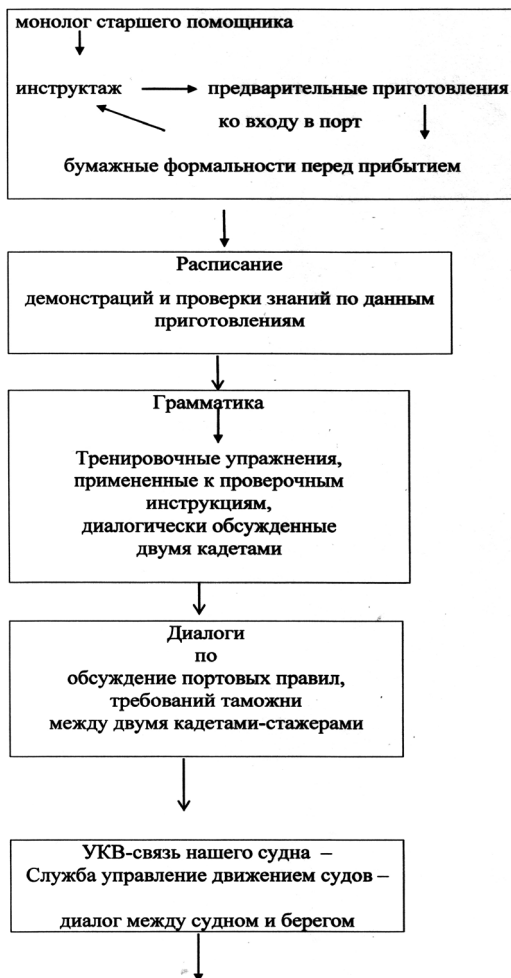 монолог старшего помощника
инструктаж предварительные приготовления
ко входу в порт
бумажные формальности перед прибытием
Расписание
демонстраций и проверки знаний по данным
приготовлениям
Грамматика
Тренировочные упражнения,
примененные к проверочным
инструкциям,
диалогически обсужденные
двумя кадетами
Диалоги
по
обсуждение портовых правил,
требований таможни
между двумя кадетами-стажерами
УКВ-связь нашего судна –
Служба управление движением судов –
диалог между судном и берегом